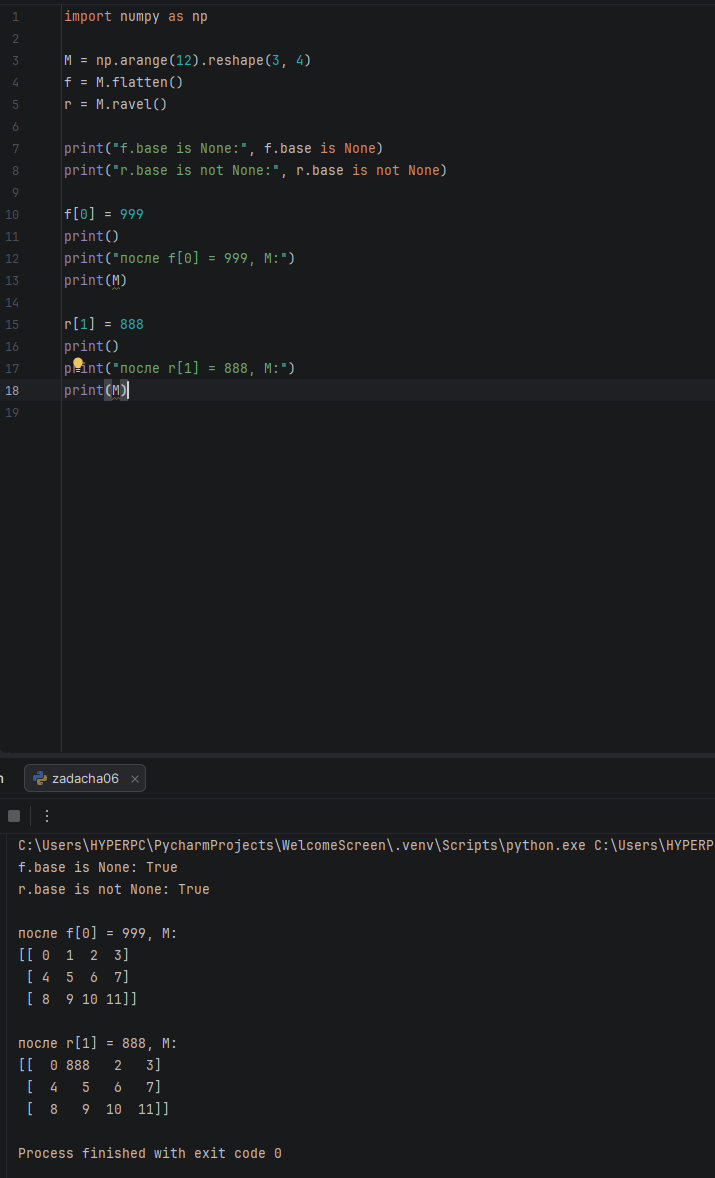 1 import numpy as np
2
3 M = np.arange(12).reshape(3, 4)
4 f = M.flatten()
5 r = M.ravel()
6
7 print("f.base is None:", f.base is None)
8 print("r.base is not None:", r.base is not None)
9
10 f[0] = 999
11 print()
12 print("после f[0] = 999, M:")
13 print(M)
14
15 r[1] = 888
16 print()
17 print("после r[1] = 888, M:")
18 print(M)
19
zadacha06
C:\Users\HYPERPC\PycharmProjects\WelcomeScreen\.venv\Scripts\python.exe C:\Users\HYPERP
f.base is None: True
r.base is not None: True
после f[0] = 999, M:
[[ 0  1  2  3]
 [ 4  5  6  7]
 [ 8  9 10 11]]
после r[1] = 888, M:
[[  0 888   2   3]
 [  4   5   6   7]
 [  8   9  10  11]]
Process finished with exit code 0